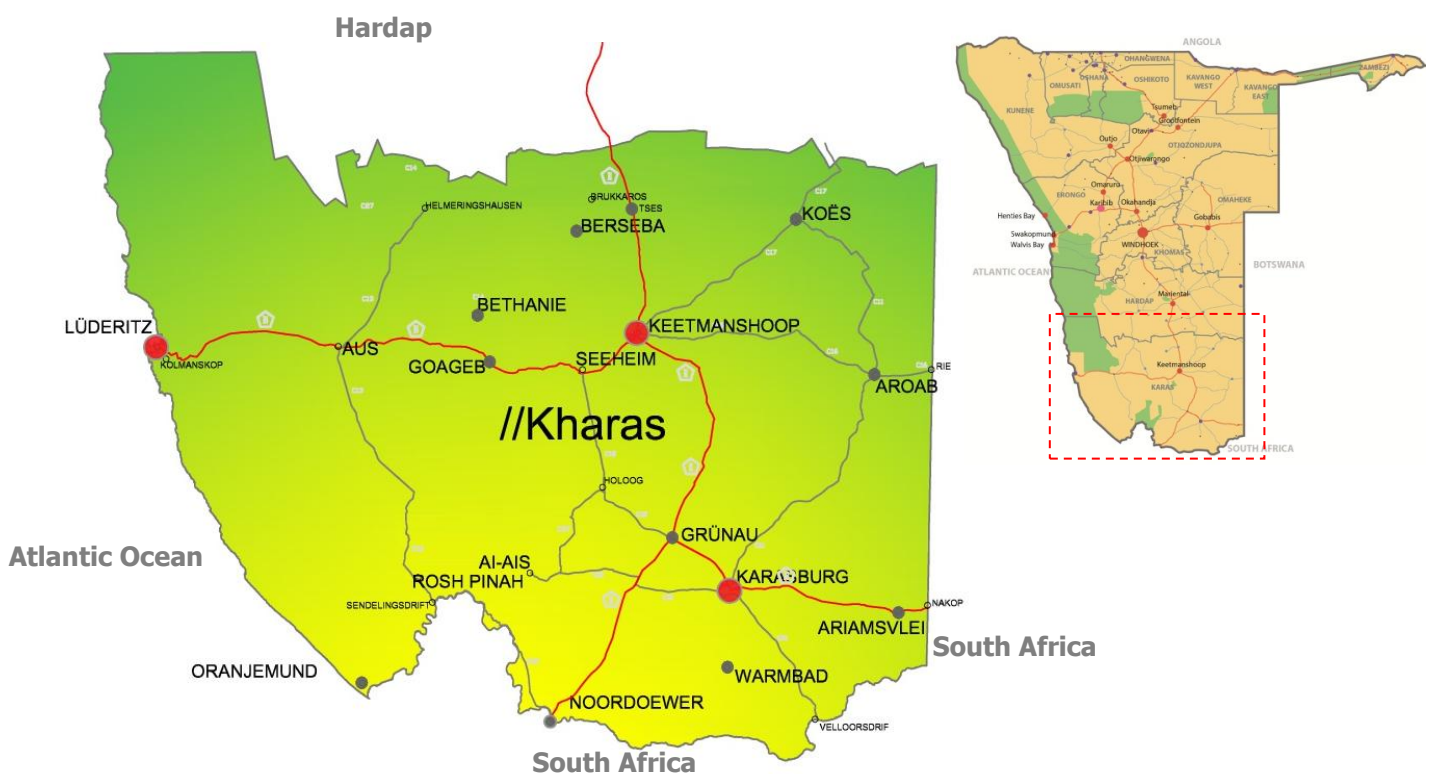 Hardap
BRUKKAROS
TSES
HELMERINGSHAUSEN
KOËS
BERSEBA
C17
C14
BETHANIE
LÜDERITZ
KEETMANSHOOP
AUS
KOLMANSKOP
GOAGEB
SEEHEIM
RIE
AROAB
//Kharas
HOLOOG
GRÜNAU
Atlantic Ocean
AI-AIS
ROSH PINAH
KARASBURG
SENDELINGSDRIFT
NAKOP
ARIAMSVLEI
South Africa
ORANJEMUND
WARMBAD
NOORDOEWER
VELLOORSDRIF
South Africa
ANGOLA
OHANGWENA
ZAMBEZI
OSHANA
OSHIKOTO
KAVANGO
WEST
OMUSATI
KAVANGO
EAST
KUNENE
Tsumeb
Grootfontein
Otavi
Outjo
OTJOZONDJUPA
Otjiwarongo
Omaruru
ERONGO
Karibib
Okahandja
OMAHEKE
Henties Bay
Gobabis
Swakopmund
Walvis Bay
WINDHOEK
KHOMAS
ATLANTIC OCEAN
BOTSWANA
HARDAP
Mariental
Keetmanshoop
KARAS
SOUTH AFRICA